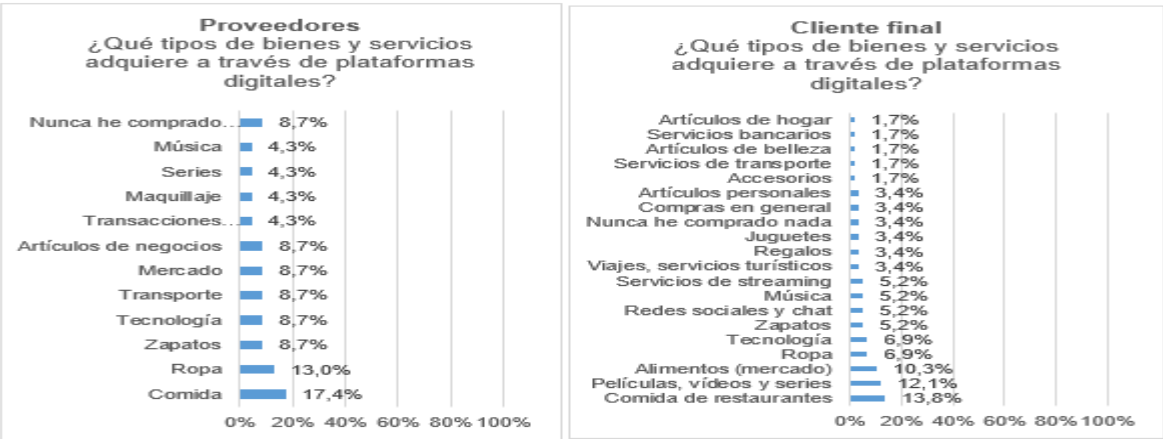 Proveedores
¿Qué tipos de bienes y servicios
adquiere a través de plataformas
digitales?
Nunca he comprado... 8,7%
Música 4,3%
Series 4,3%
Maquillaje 4,3%
Transacciones... 4,3%
Artículos de negocios 8,7%
Mercado 8,7%
Transporte 8,7%
Tecnología 8,7%
Zapatos 8,7%
Ropa 13,0%
Comida 17,4%
0% 20% 40% 60% 80% 100%
Cliente final
¿Qué tipos de bienes y servicios
adquiere a través de plataformas
digitales?
Artículos de hogar 1,7%
Servicios bancarios 1,7%
Artículos de belleza 1,7%
Servicios de transporte 1,7%
Accesorios 1,7%
Artículos personales 3,4%
Compras en general 3,4%
Nunca he comprado nada 3,4%
Juguetes 3,4%
Regalos 3,4%
Viajes, servicios turísticos 3,4%
Servicios de streaming 5,2%
Música 5,2%
Redes sociales y chat 5,2%
Zapatos 5,2%
Tecnología 6,9%
Ropa 6,9%
Alimentos (mercado) 10,3%
Películas, vídeos y series 12,1%
Comida de restaurantes 13,8%
0% 20% 40% 60% 80% 100%